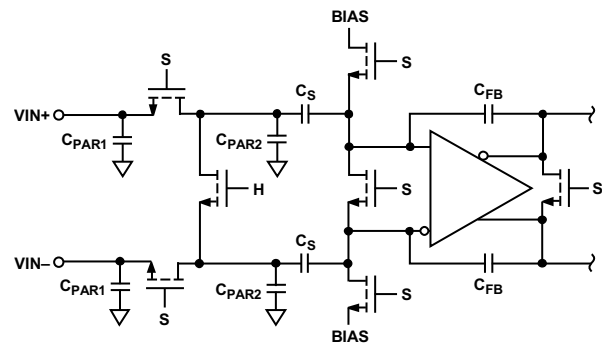 BIAS
S
S
VIN+
CPAR1
CS
CPAR2
CFB
H
S
S
VIN–
CPAR1
S
CS
CPAR2
S
CFB
BIAS